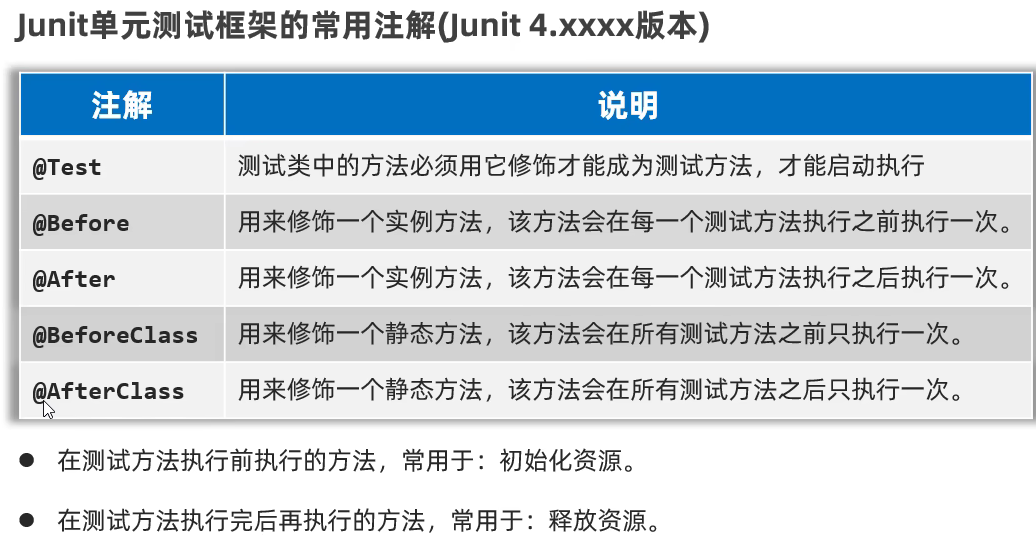 Junit单元测试框架的常用注解(Junit 4.xxxx版本)
注解 说明
@Test 测试类中的方法必须用它修饰才能成为测试方法，才能启动执行
@Before 用来修饰一个实例方法，该方法会在每一个测试方法执行之前执行一次。
@After 用来修饰一个实例方法，该方法会在每一个测试方法执行之后执行一次。
@BeforeClass 用来修饰一个静态方法，该方法会在所有测试方法之前只执行一次。
@AfterClass 用来修饰一个静态方法，该方法会在所有测试方法之后只执行一次。
● 在测试方法执行前执行的方法，常用于：初始化资源。
● 在测试方法执行完后再执行的方法，常用于：释放资源。